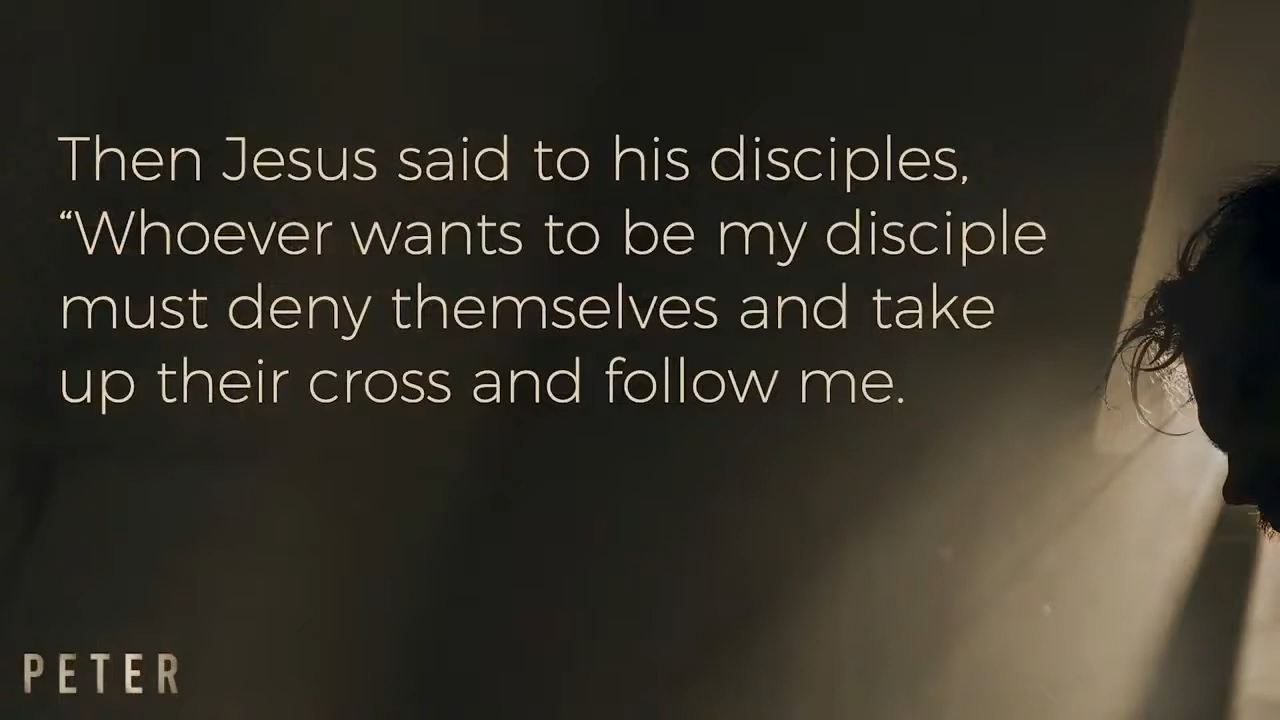 Then Jesus said to his disciples,
“Whoever wants to be my disciple
must deny themselves and take
up their cross and follow me.
PETER